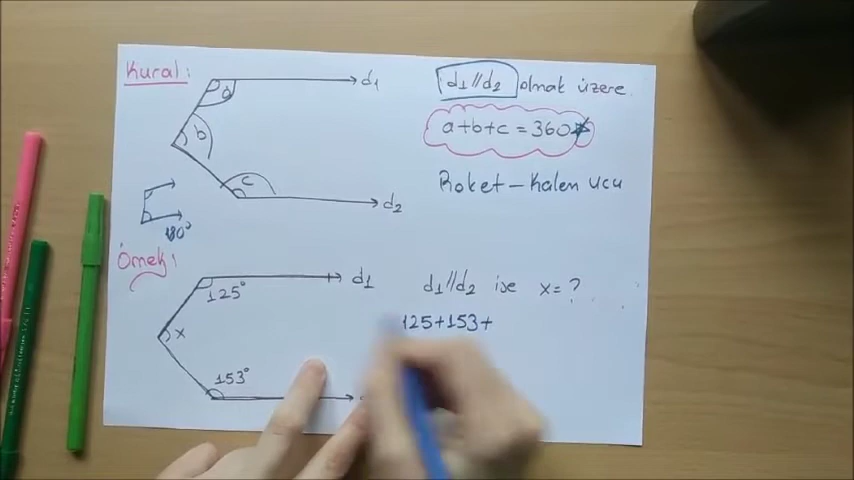 Kural:
a
d1
d1//d2 olmak üzere
b
a+b+c = 360
c
d2
Roket – Kalem ucu
180°
Örnek:
125°
d1
d1//d2 ise x = ?
x
125+153+
153°